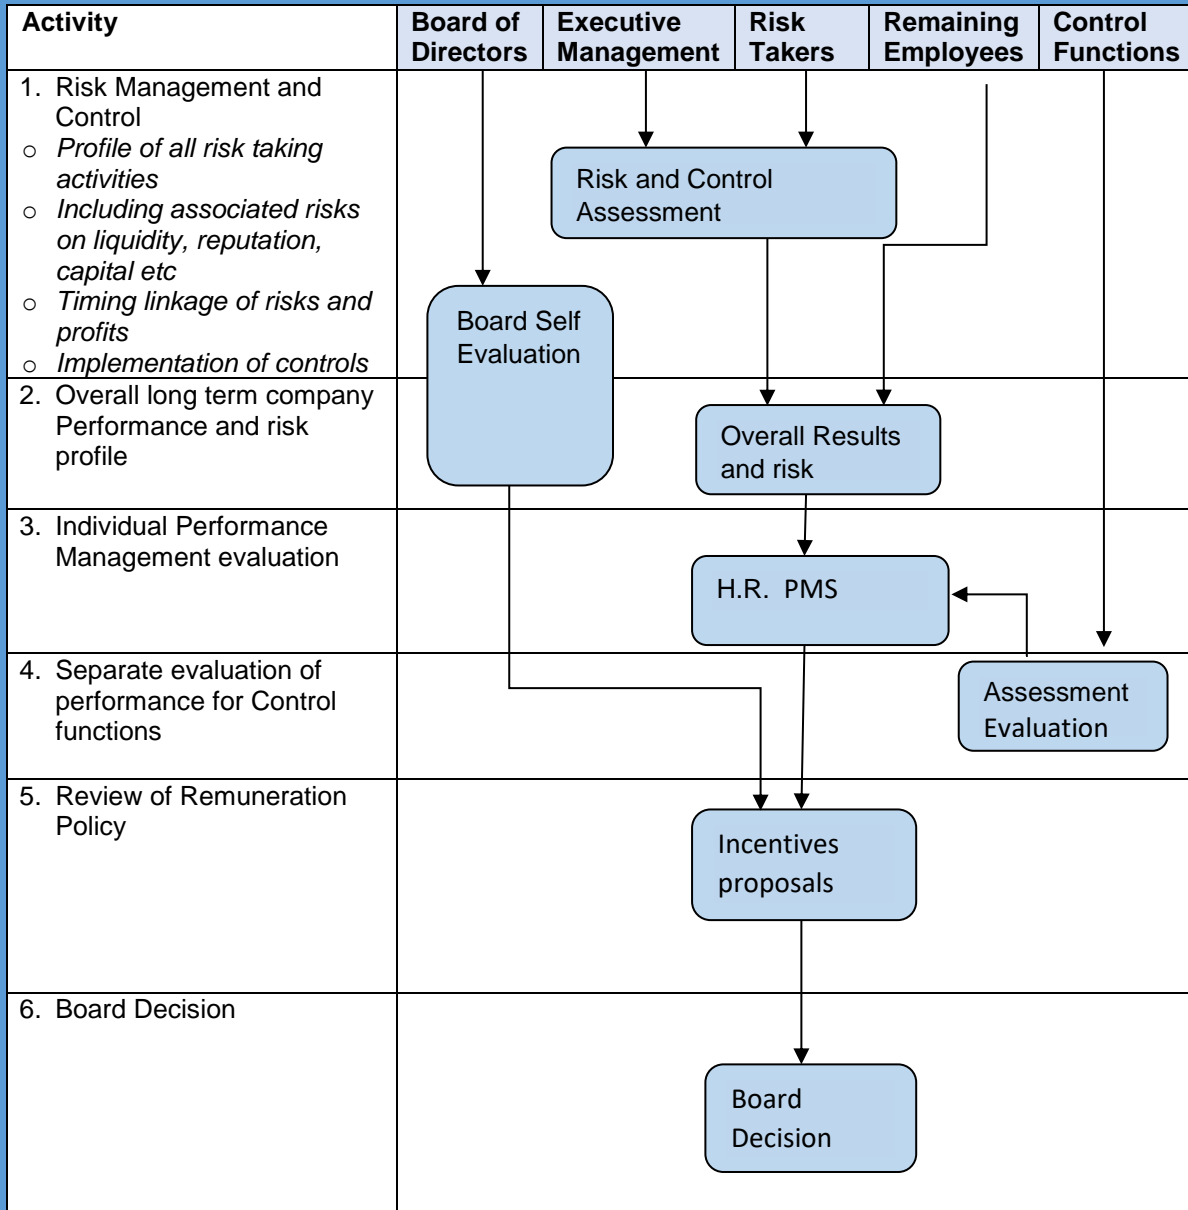 Activity
Board of
Directors
Executive
Management
Risk
Takers
Remaining
Employees
Control
Functions
1. Risk Management and
Control
o Profile of all risk taking
activities
o Including associated risks
on liquidity, reputation,
capital etc
o Timing linkage of risks and
profits
o Implementation of controls
Risk and Control
Assessment
Board Self
Evaluation
2. Overall long term company
Performance and risk
profile
Overall Results
and risk
3. Individual Performance
Management evaluation
H.R. PMS
4. Separate evaluation of
performance for Control
functions
Assessment
Evaluation
5. Review of Remuneration
Policy
Incentives
proposals
6. Board Decision
Board
Decision